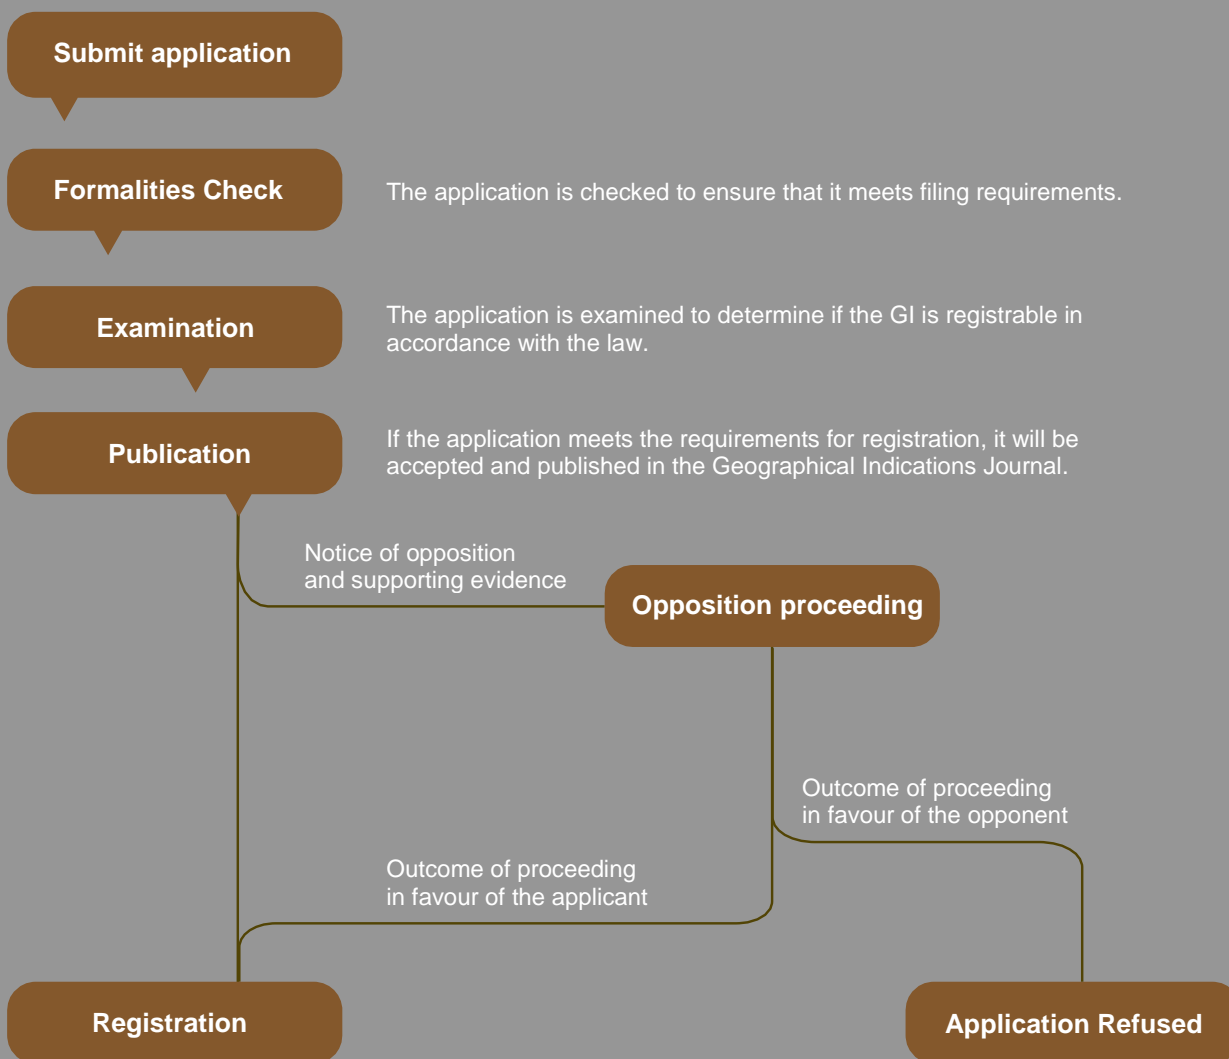 Submit application
Formalities Check
The application is checked to ensure that it meets filing requirements.
Examination
The application is examined to determine if the GI is registrable in
accordance with the law.
Publication
If the application meets the requirements for registration, it will be
accepted and published in the Geographical Indications Journal.
Notice of opposition
and supporting evidence
Opposition proceeding
Outcome of proceeding
in favour of the opponent
Outcome of proceeding
in favour of the applicant
Registration
Application Refused